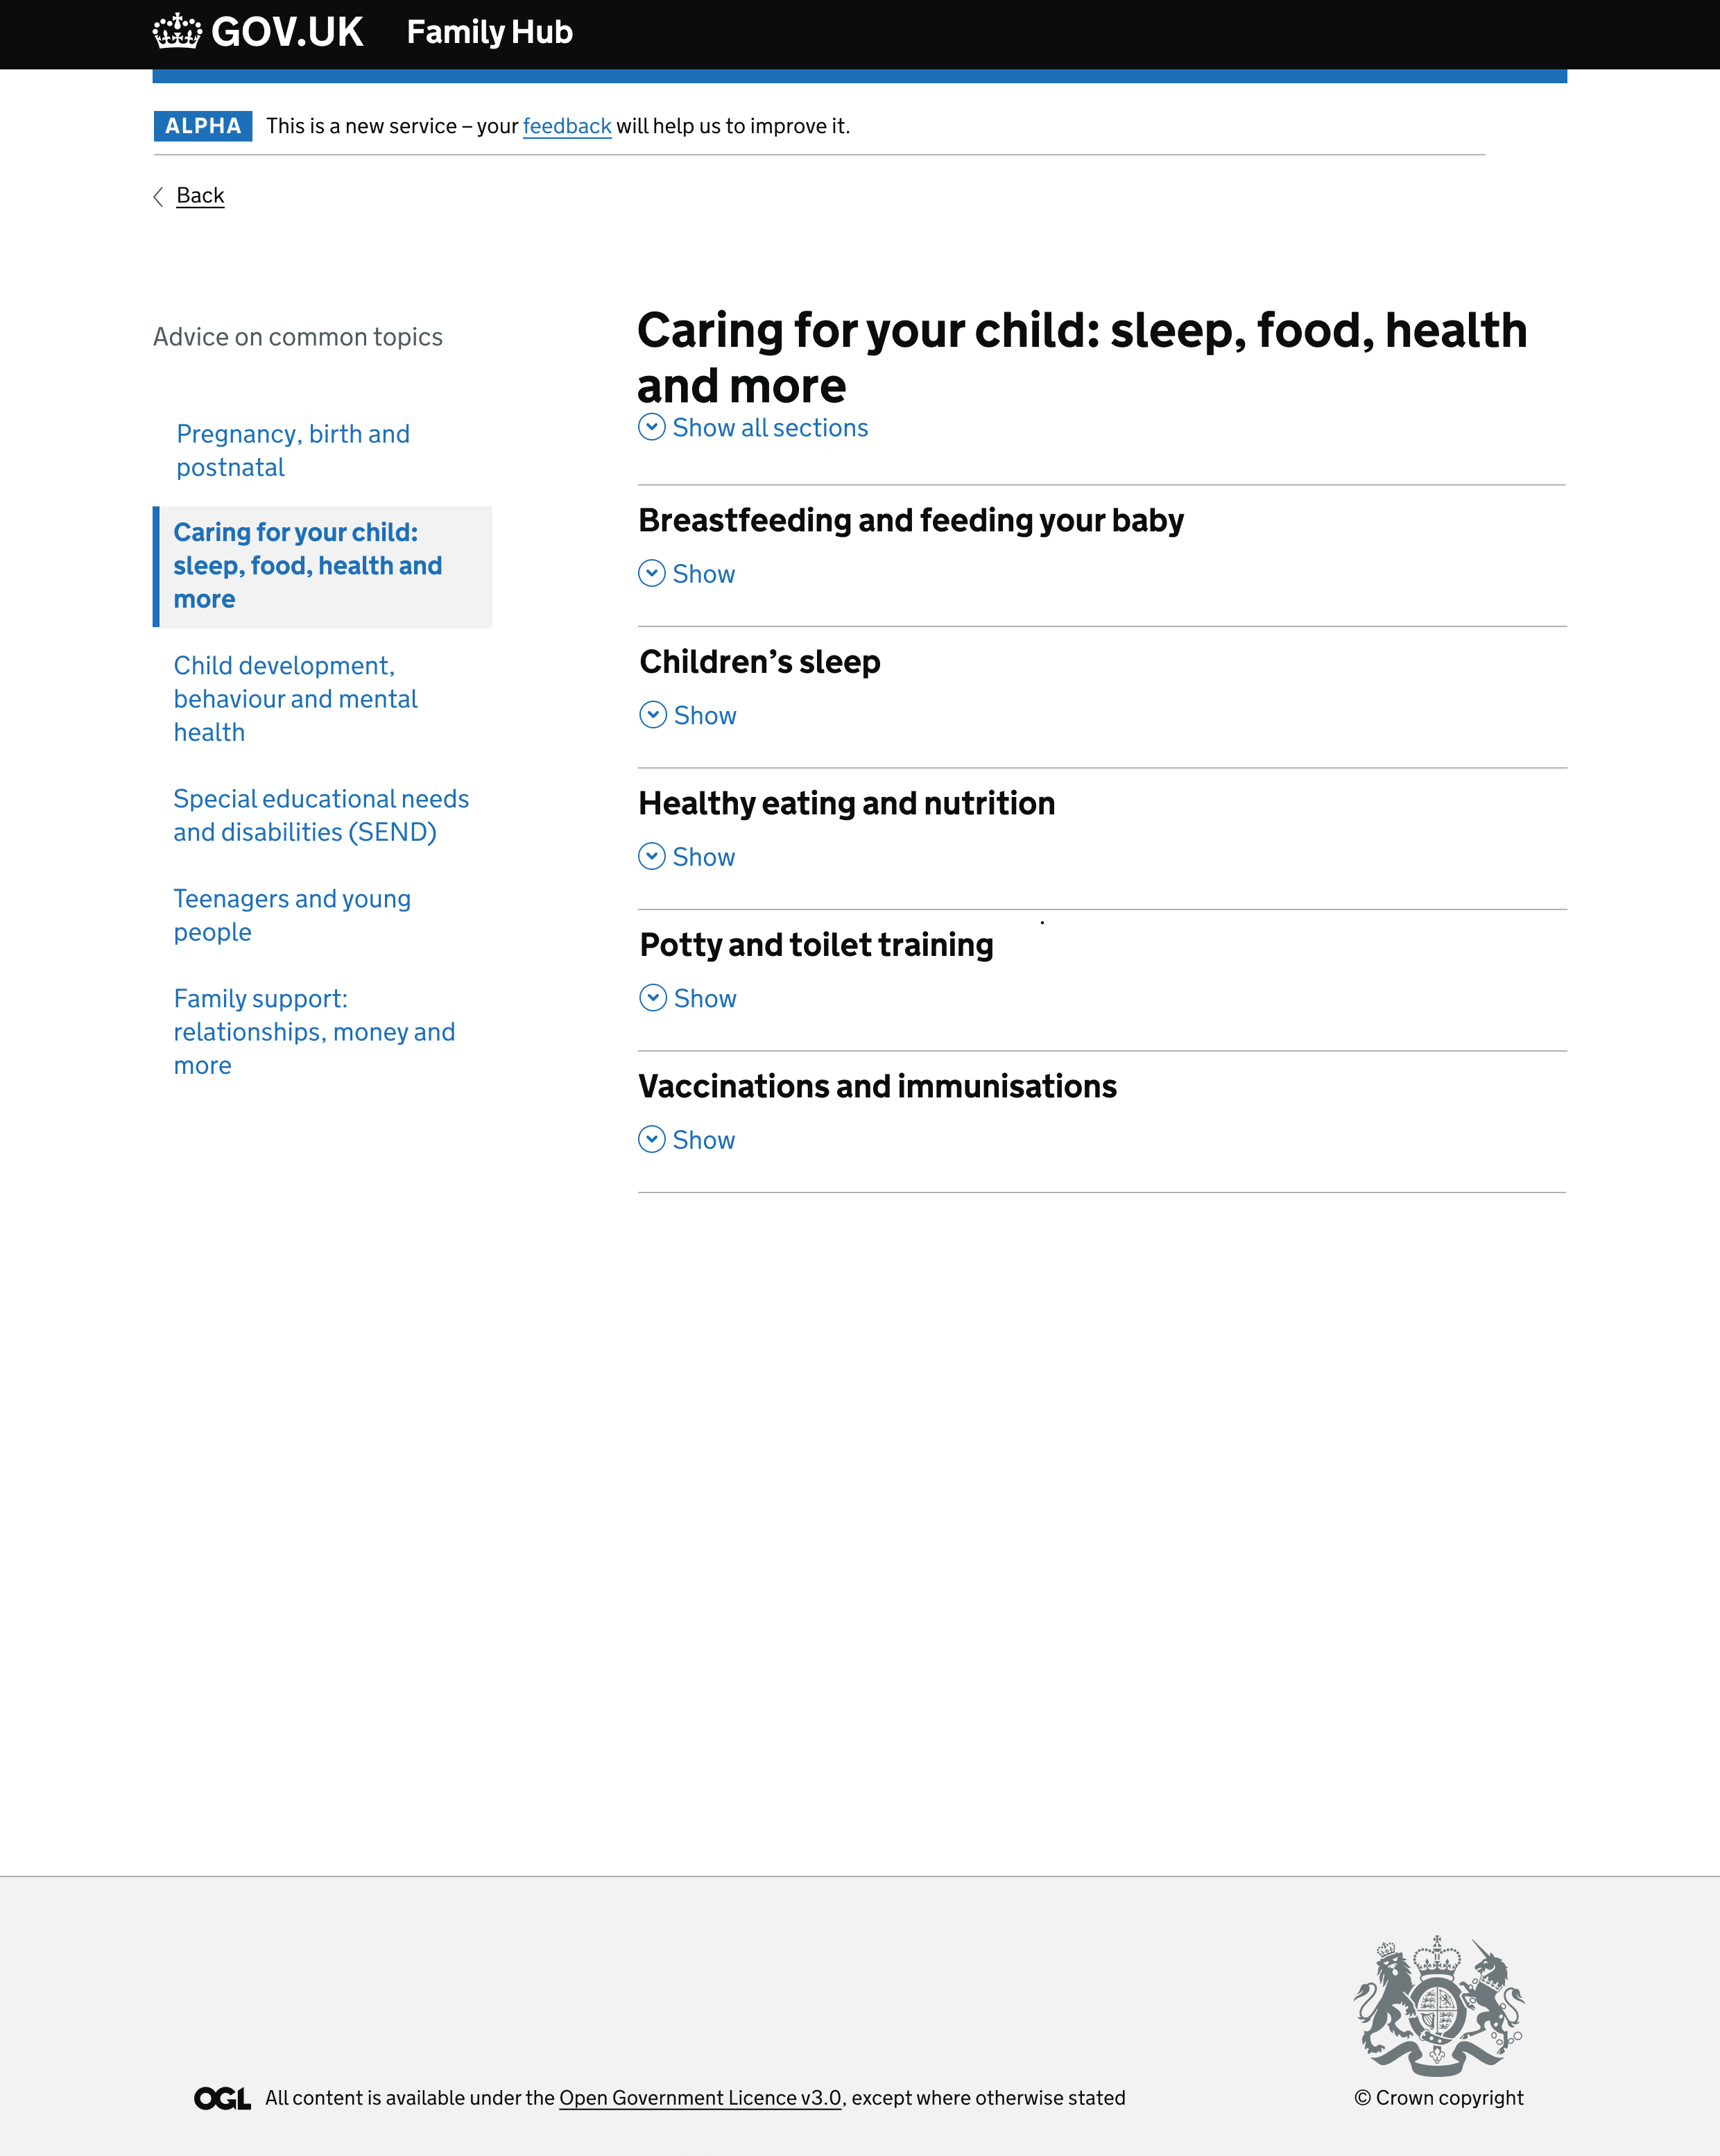 GOV.UK Family Hub
ALPHA This is a new service – your feedback will help us to improve it.
Back
Advice on common topics
Pregnancy, birth and
postnatal
Caring for your child:
sleep, food, health and
more
Child development,
behaviour and mental
health
Special educational needs
and disabilities (SEND)
Teenagers and young
people
Family support:
relationships, money and
more
Caring for your child: sleep, food, health
and more
Show all sections
Breastfeeding and feeding your baby
Show
Children’s sleep
Show
Healthy eating and nutrition
Show
Potty and toilet training
Show
Vaccinations and immunisations
Show
OGL All content is available under the Open Government Licence v3.0, except where otherwise stated
© Crown copyright